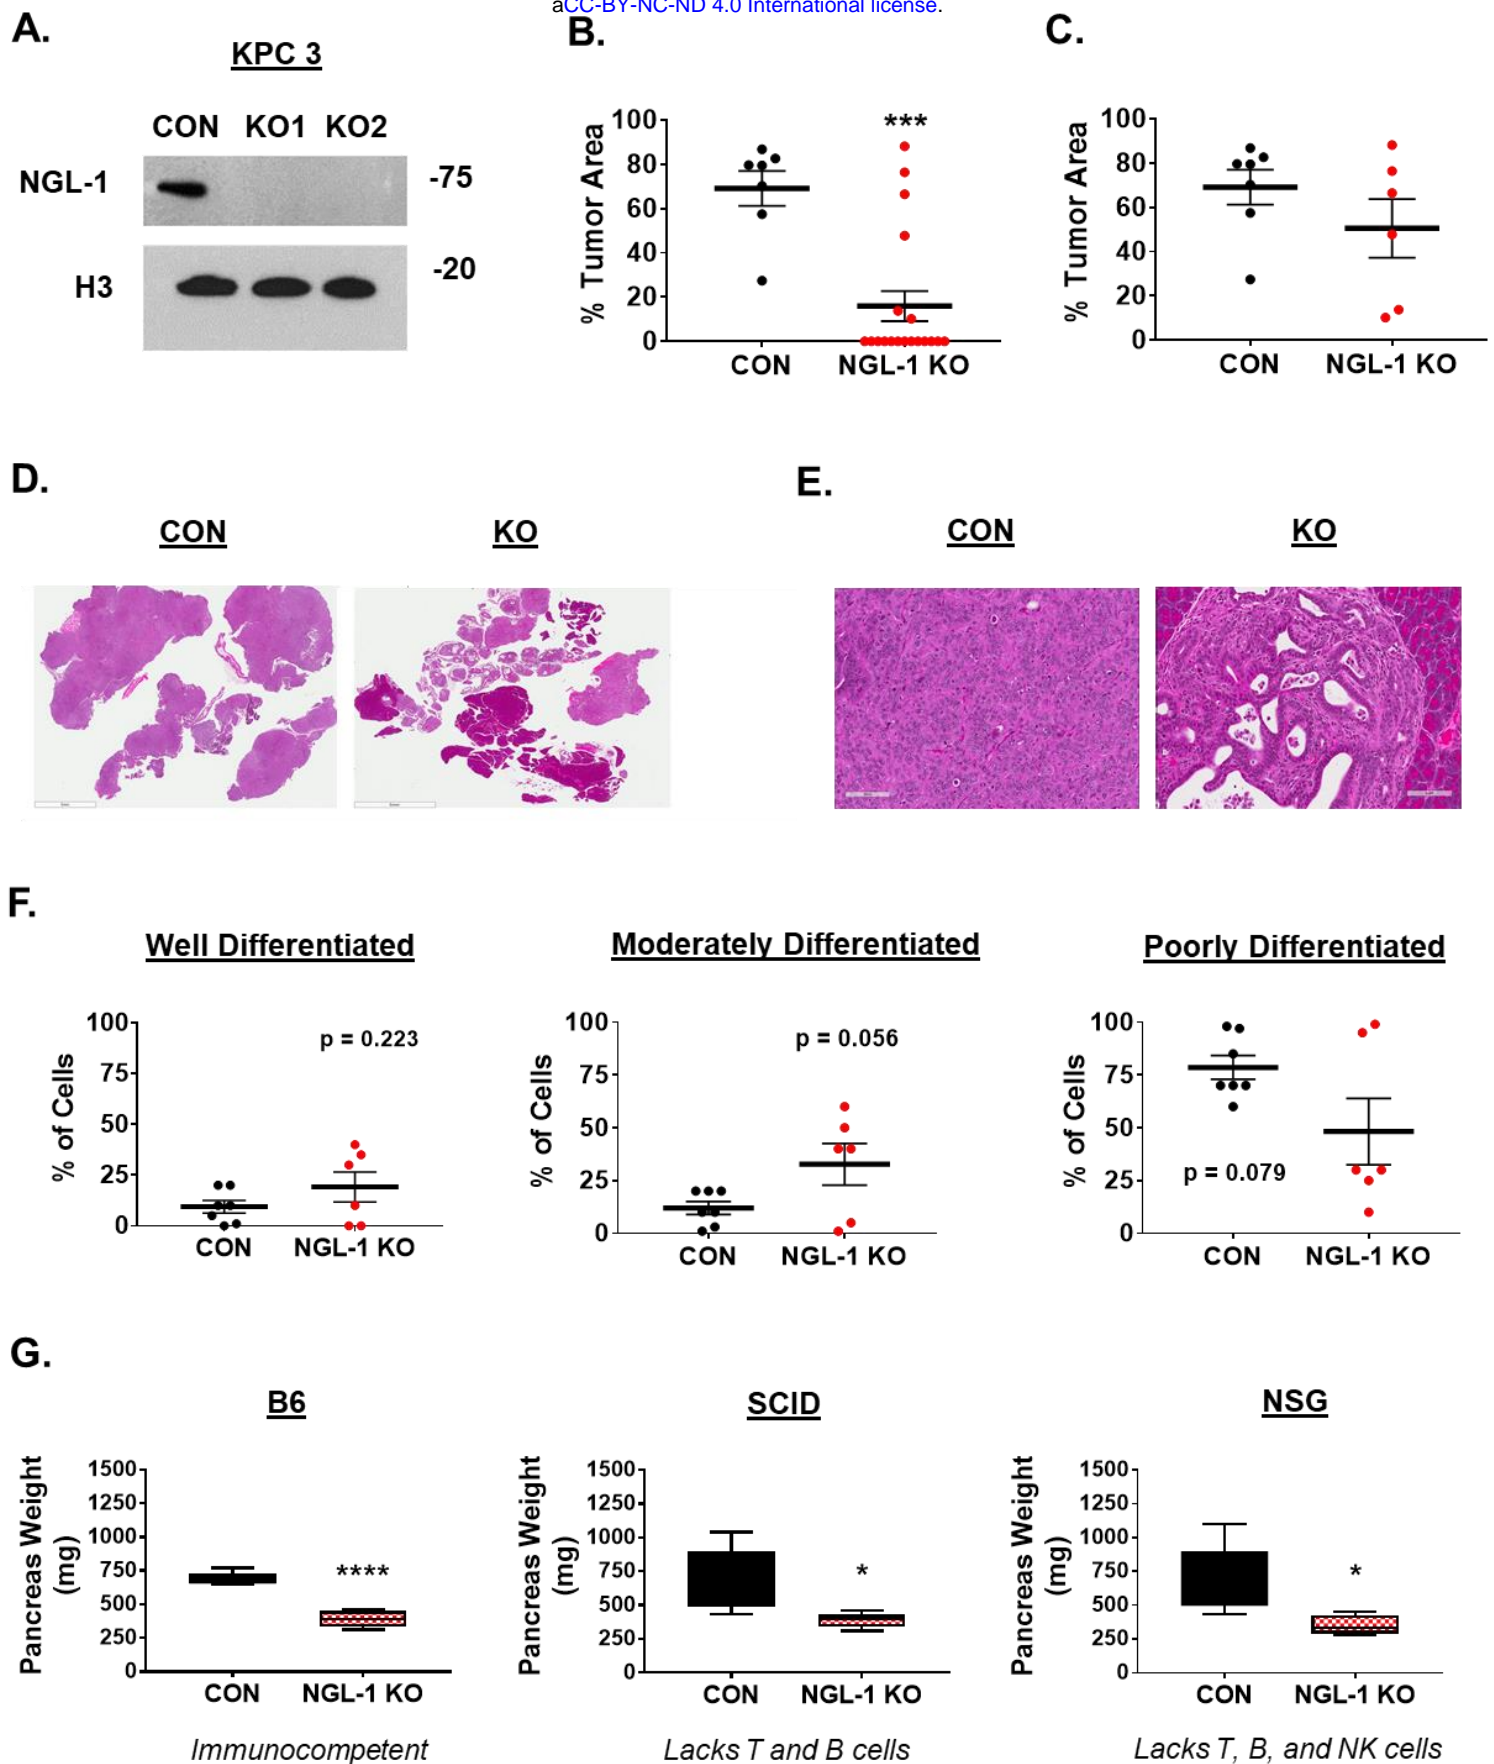 aCC-BY-NC-ND 4.0 International license.
A.
KPC 3
CON KO1 KO2
NGL-1
-75
H3
-20
B.
% Tumor Area
100
80
60
40
20
0
***
CON NGL-1 KO
C.
% Tumor Area
100
80
60
40
20
0
CON NGL-1 KO
D.
CON KO
E.
CON KO
F.
Well Differentiated
% of Cells
100
75
50
25
0
p = 0.223
CON NGL-1 KO
Moderately Differentiated
% of Cells
100
75
50
25
0
p = 0.056
CON NGL-1 KO
Poorly Differentiated
% of Cells
100
75
50
25
0
p = 0.079
CON NGL-1 KO
G.
B6
Pancreas Weight
(mg)
1500
1250
1000
750
500
250
0
****
CON NGL-1 KO
Immunocompetent
SCID
Pancreas Weight
(mg)
1500
1250
1000
750
500
250
0
*
CON NGL-1 KO
Lacks T and B cells
NSG
Pancreas Weight
(mg)
1500
1250
1000
750
500
250
0
*
CON NGL-1 KO
Lacks T, B, and NK cells